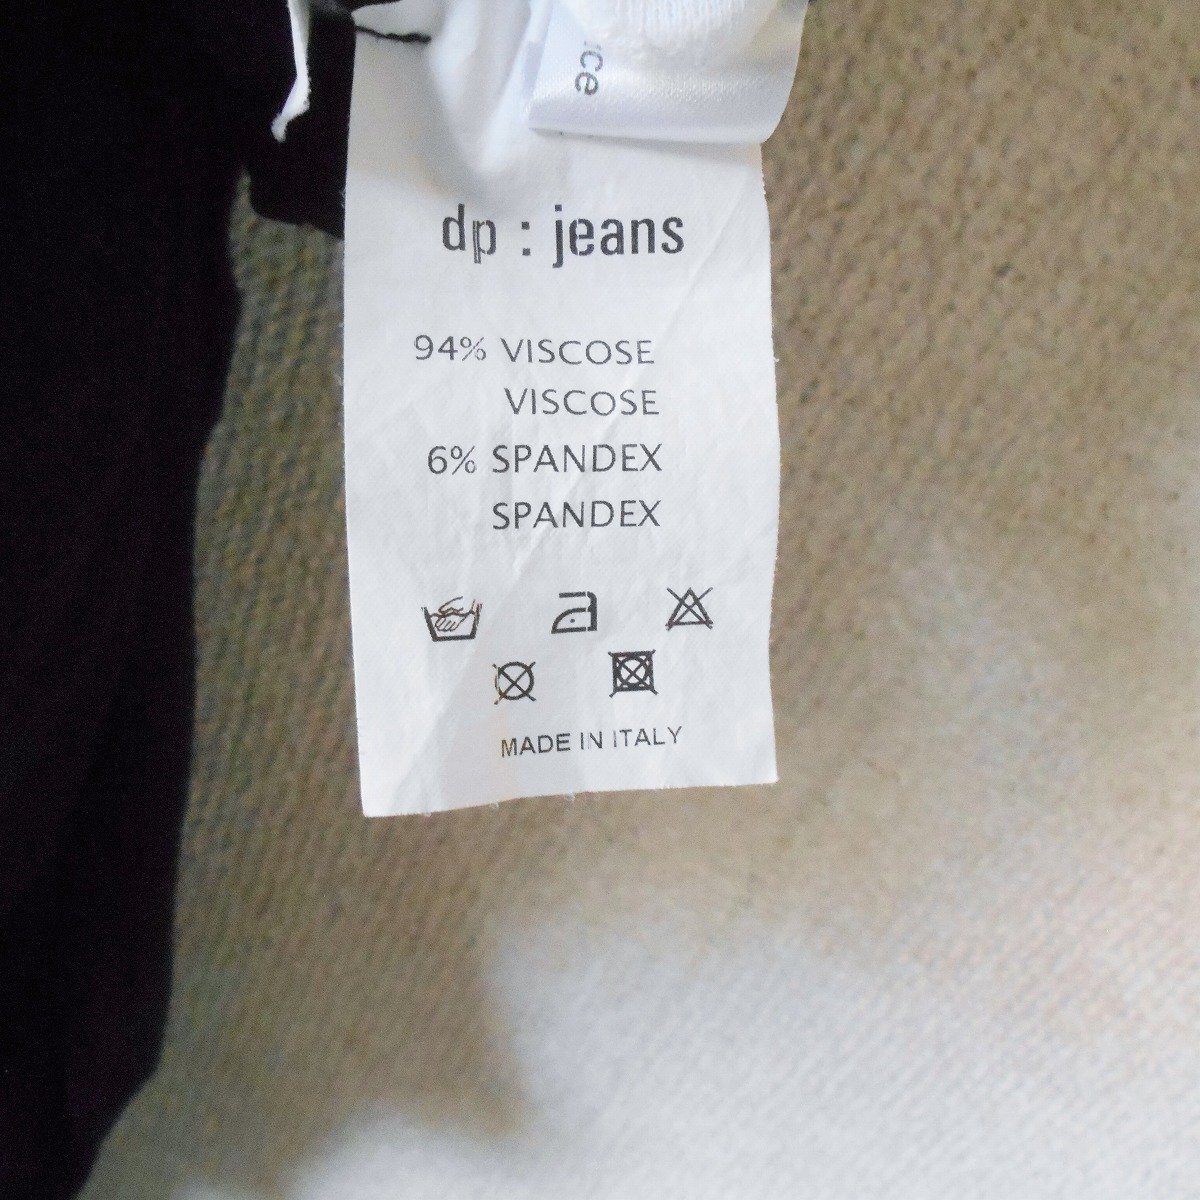 dp : jeans
94% VISCOSE
VISCOSE
6% SPANDEX
SPANDEX
MADE IN ITALY